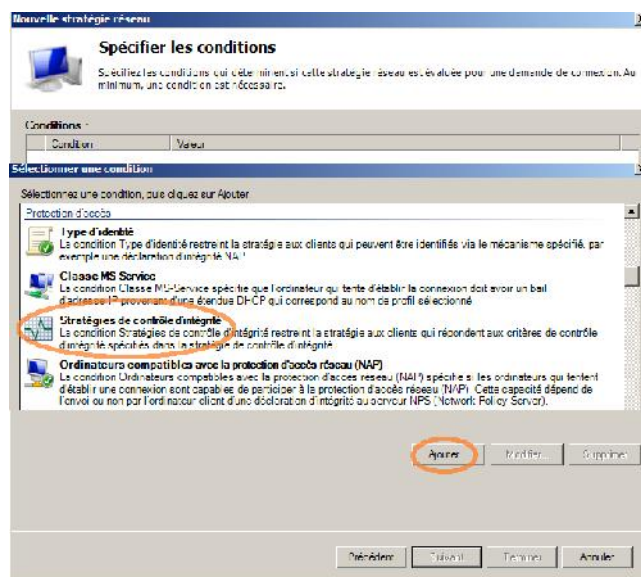 Nouvelle stratégie réseau
Spécifier les conditions
Spécifiez les conditions qui déterminent si cette stratégie réseau est évaluée pour une demande de connexion. Au
minimum, une condition est nécessaire.
Conditions :
Condition Valeur
Sélectionner une condition
Sélectionnez une condition, puis cliquez sur Ajouter
Protection d'accès
Type d'identité
La condition Type d'identité restreint la stratégie aux clients qui peuvent être identifiés via le mécanisme spécifié, par
exemple une déclaration d'intégrité NAP
Classe MS Service
La condition Classe MS-Service spécifie que l'ordinateur qui tente d'établir la connexion doit avoir un bail
d'adresse IP provenant d'une étendue DHCP qui correspond au nom de profil sélectionné
Stratégies de contrôle d'intégrité
La condition Stratégies de contrôle d'intégrité restreint la stratégie aux clients qui répondent aux critères de contrôle
d'intégrité spécifiés dans la stratégie de contrôle d'intégrité
Ordinateurs compatibles avec la protection d'accès réseau (NAP)
La condition Ordinateurs compatibles avec la protection d'accès réseau (NAP) spécifie si les ordinateurs qui tentent
d'établir une connexion sont capables de participer à la protection d'accès réseau (NAP). Cette capacité dépend de
l'envoi ou non par l'ordinateur client d'une déclaration d'intégrité au serveur NPS (Network Policy Server).
Ajouter... Modifier... Supprimer
Précédent Suivant Terminer Annuler